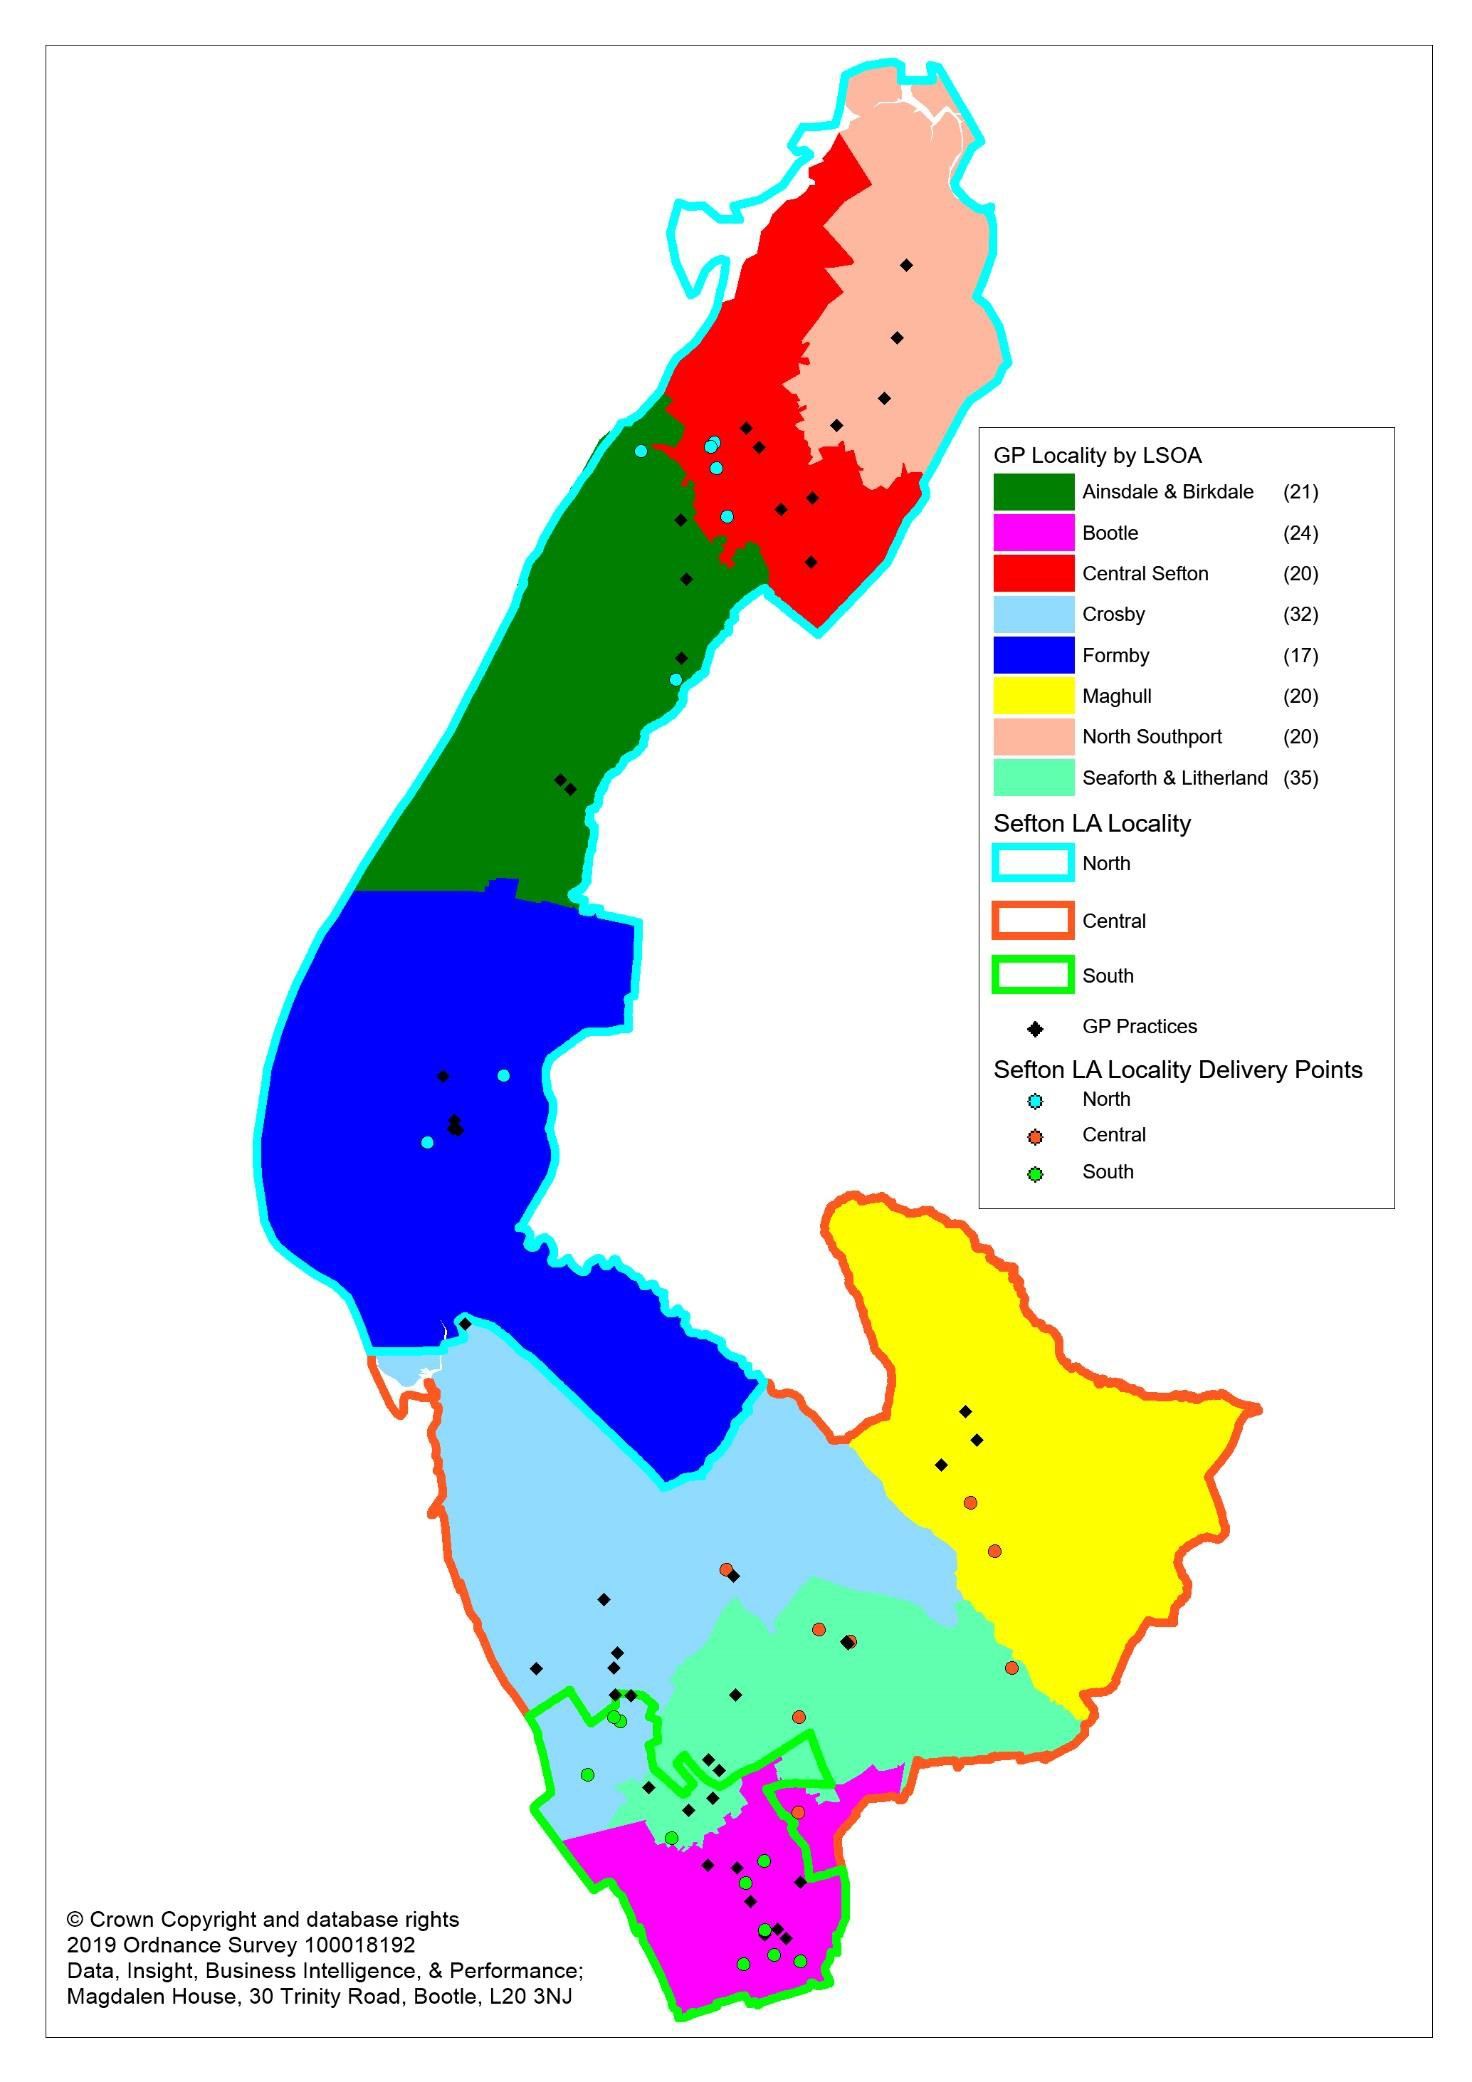 GP Locality by LSOA
Ainsdale & Birkdale (21)
Bootle (24)
Central Sefton (20)
Crosby (32)
Formby (17)
Maghull (20)
North Southport (20)
Seaforth & Litherland (35)
Sefton LA Locality
North
Central
South
GP Practices
Sefton LA Locality Delivery Points
North
Central
South
© Crown Copyright and database rights
2019 Ordnance Survey 100018192
Data, Insight, Business Intelligence, & Performance;
Magdalen House, 30 Trinity Road, Bootle, L20 3NJ